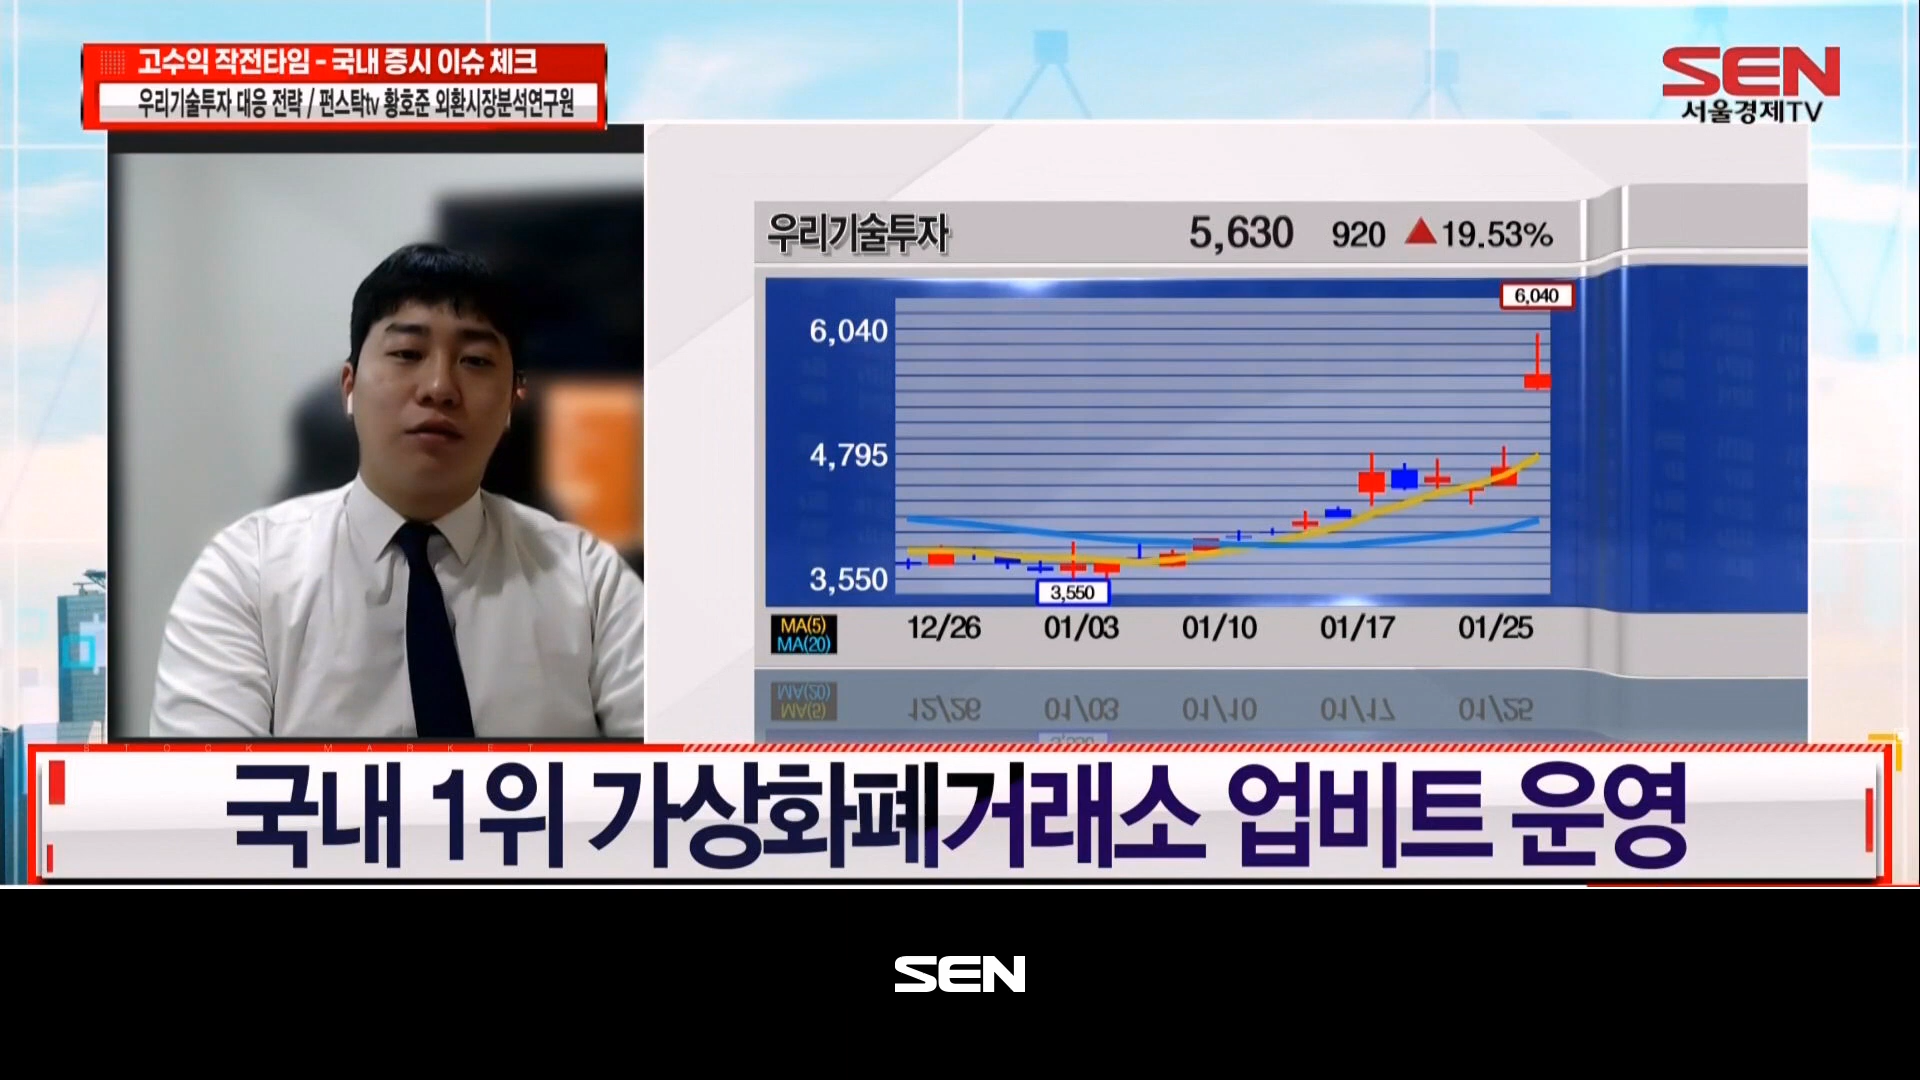 고수익 작전타임 - 국내 증시 이슈 체크
우리기술투자 대응 전략 / 펀스탁tv 황호준 외환시장분석연구원
SEN
서울경제TV
우리기술투자 5,630 920 ▲19.53%
6,040
6,040
4,795
3,550
3,550
MA(5)
MA(20)
12/26 01/03 01/10 01/17 01/25
STOCK MARKET
국내 1위 가상화폐거래소 업비트 운영
SEN